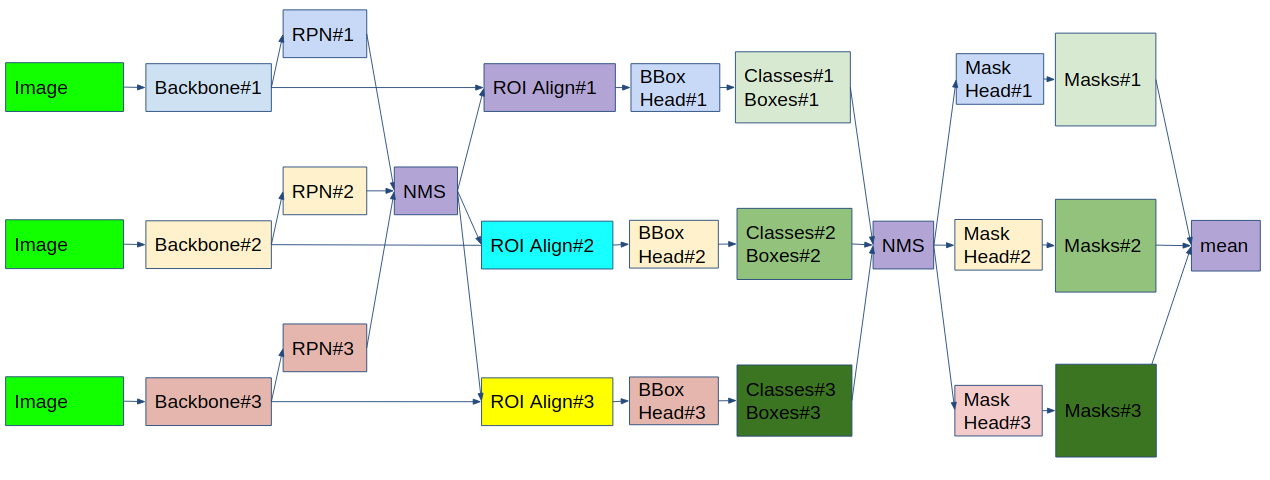 RPN#1
Image
Backbone#1
ROI Align#1
BBox
Head#1
Classes#1
Boxes#1
Mask
Head#1
Masks#1
RPN#2
NMS
Image
Backbone#2
ROI Align#2
BBox
Head#2
Classes#2
Boxes#2
NMS
Mask
Head#2
Masks#2
mean
RPN#3
Image
Backbone#3
ROI Align#3
BBox
Head#3
Classes#3
Boxes#3
Mask
Head#3
Masks#3